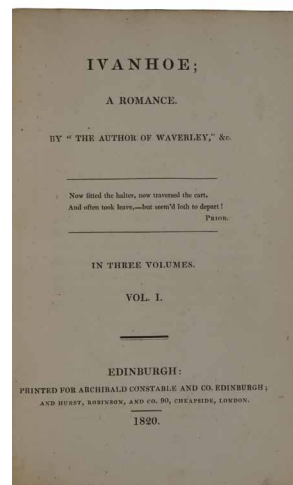 IVANHOE;
A ROMANCE.
BY " THE AUTHOR OF WAVERLEY," &c.
Now fitted the halter, now traversed the cart,
And often took leave,—but seem'd loth to depart!
PRIOR.
IN THREE VOLUMES.
VOL. I.
EDINBURGH:
PRINTED FOR ARCHIBALD CONSTABLE AND CO. EDINBURGH;
AND HURST, ROBINSON, AND CO. 90, CHEAPSIDE, LONDON.
1820.